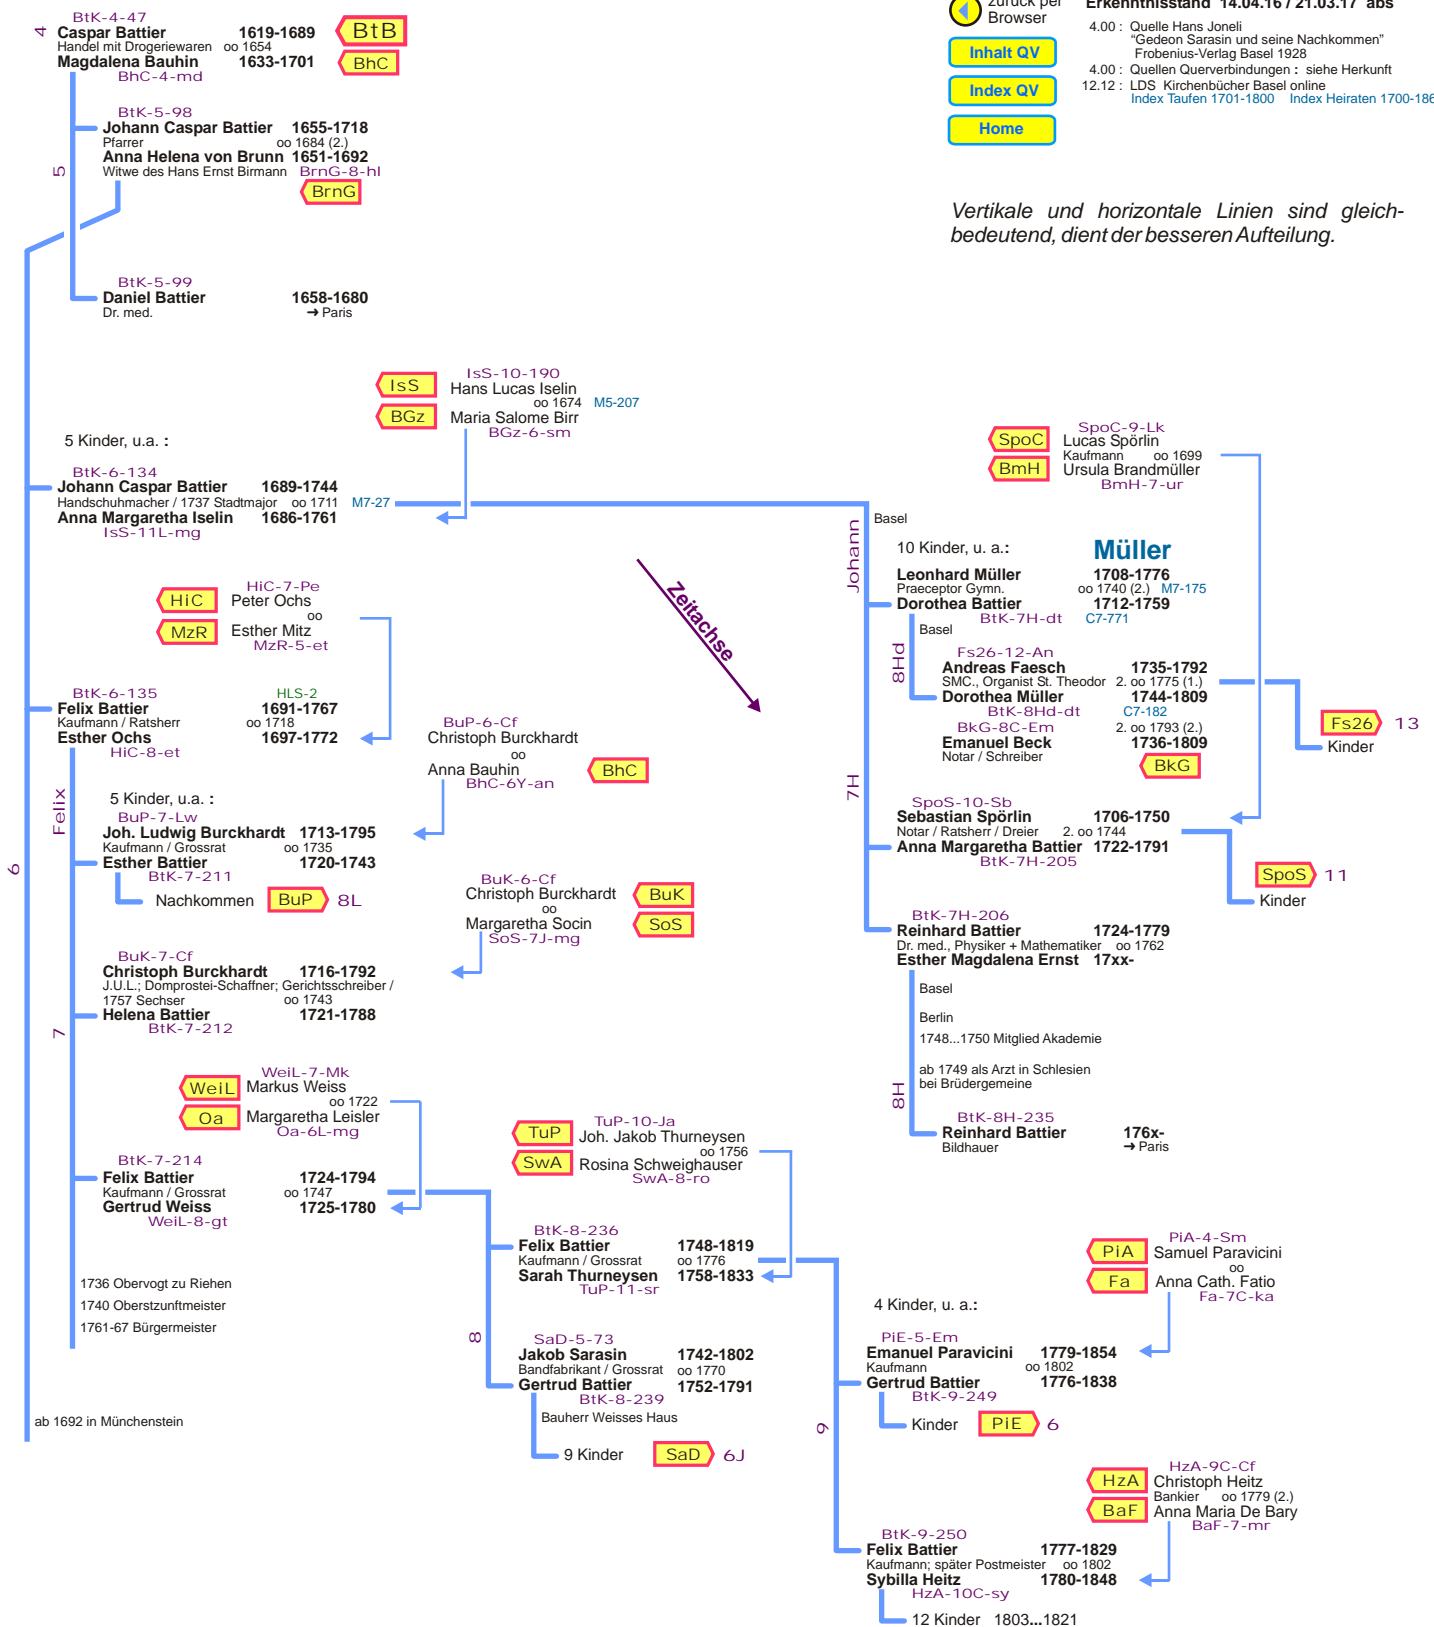 BtK-4-47
4
Caspar Battier 1619-1689 BtB
Handel mit Drogeriewaren oo 1654
Magdalena Bauhin 1633-1701 BhC
BhC-4-md
zurück per
Browser
Inhalt QV
Index QV
Home
Erkenntnisstand 14.04.16 / 21.03.17 abs
4.00 : Quelle Hans Joneli
"Gedeon Sarasin und seine Nachkommen"
Frobenius-Verlag Basel 1928
4.00 : Quellen Querverbindungen : siehe Herkunft
12.12 : LDS Kirchenbücher Basel online
Index Taufen 1701-1800 Index Heiraten 1700-186
Vertikale und horizontale Linien sind gleich-
bedeutend, dient der besseren Aufteilung.
BtK-5-98
Johann Caspar Battier 1655-1718
Pfarrer oo 1684 (2.)
Anna Helena von Brunn 1651-1692
Witwe des Hans Ernst Birmann BrnG-8-hl
BrnG
5
BtK-5-99
Daniel Battier 1658-1680
Dr. med. → Paris
IsS-10-190
IsS Hans Lucas Iselin
oo 1674 M5-207
BGz Maria Salome Birr
BGz-6-sm
5 Kinder, u.a. :
BtK-6-134
Johann Caspar Battier 1689-1744
Handschuhmacher / 1737 Stadtmajor oo 1711 M7-27
Anna Margaretha Iselin 1686-1761
IsS-11L-mg
SpoC-9-Lk
SpoC Lucas Spörlin
Kaufmann oo 1699
BmH Ursula Brandmüller
BmH-7-ur
Johann
Basel
10 Kinder, u. a.:
Müller
Leonhard Müller 1708-1776
Praeceptor Gymn. oo 1740 (2.) M7-175
Dorothea Battier 1712-1759
BtK-7H-dt C7-771
Basel
8Hd
Fs26-12-An
Andreas Faesch 1735-1792
SMC., Organist St. Theodor 2. oo 1775 (1.)
Dorothea Müller 1744-1809
BtK-8Hd-dt C7-182
BkG-8C-Em 2. oo 1793 (2.)
Emanuel Beck 1736-1809
Notar / Schreiber
BkG
Fs26 13
Kinder
Zeitachse
HiC-7-Pe
HiC Peter Ochs
oo
MzR Esther Mitz
MzR-5-et
BtK-6-135 HLS-2
Felix Battier 1691-1767
Kaufmann / Ratsherr oo 1718
Esther Ochs 1697-1772
HiC-8-et
BuP-6-Cf
Christoph Burckhardt
oo
Anna Bauhin BhC
BhC-6Y-an
Felix
6
5 Kinder, u.a. :
BuP-7-Lw
Joh. Ludwig Burckhardt 1713-1795
Kaufmann / Grossrat oo 1735
Esther Battier 1720-1743
BtK-7-211
Nachkommen BuP 8L
7H
SpoS-10-Sb
Sebastian Spörlin 1706-1750
Notar / Ratsherr / Dreier 2. oo 1744
Anna Margaretha Battier 1722-1791
BtK-7H-205
SpoS 11
Kinder
BuK-6-Cf
Christoph Burckhardt BuK
oo
Margaretha Socin SoS
SoS-7J-mg
BuK-7-Cf
Christoph Burckhardt 1716-1792
J.U.L.; Domprostei-Schaffner; Gerichtsschreiber /
1757 Sechser oo 1743
Helena Battier 1721-1788
BtK-7-212
7
BtK-7H-206
Reinhard Battier 1724-1779
Dr. med., Physiker + Mathematiker oo 1762
Esther Magdalena Ernst 17xx-
Basel
Berlin
1748...1750 Mitglied Akademie
ab 1749 als Arzt in Schlesien
bei Brüdergemeine
8H
BtK-8H-235
Reinhard Battier 176x-
Bildhauer → Paris
WeiL-7-Mk
WeiL Markus Weiss
oo 1722
Oa Margaretha Leisler
Oa-6L-mg
BtK-7-214
Felix Battier 1724-1794
Kaufmann / Grossrat oo 1747
Gertrud Weiss 1725-1780
WeiL-8-gt
1736 Obervogt zu Riehen
1740 Oberstzunftmeister
1761-67 Bürgermeister
ab 1692 in Münchenstein
TuP-10-Ja
TuP Joh. Jakob Thurneysen
oo 1756
SwA Rosina Schweighauser
SwA-8-ro
BtK-8-236
Felix Battier 1748-1819
Kaufmann / Grossrat oo 1776
Sarah Thurneysen 1758-1833
TuP-11-sr
8
SaD-5-73
Jakob Sarasin 1742-1802
Bandfabrikant / Grossrat oo 1770
Gertrud Battier 1752-1791
BtK-8-239
Bauherr Weisses Haus
9 Kinder SaD 6J
PiA-4-Sm
PiA Samuel Paravicini
oo
Fa Anna Cath. Fatio
Fa-7C-ka
4 Kinder, u. a.:
PiE-5-Em
Emanuel Paravicini 1779-1854
Kaufmann oo 1802
Gertrud Battier 1776-1838
BtK-9-249
Kinder PiE 6
9
HzA-9C-Cf
HzA Christoph Heitz
Bankier oo 1779 (2.)
BaF Anna Maria De Bary
BaF-7-mr
BtK-9-250
Felix Battier 1777-1829
Kaufmann; später Postmeister oo 1802
Sybilla Heitz 1780-1848
HzA-10C-sy
12 Kinder 1803...1821